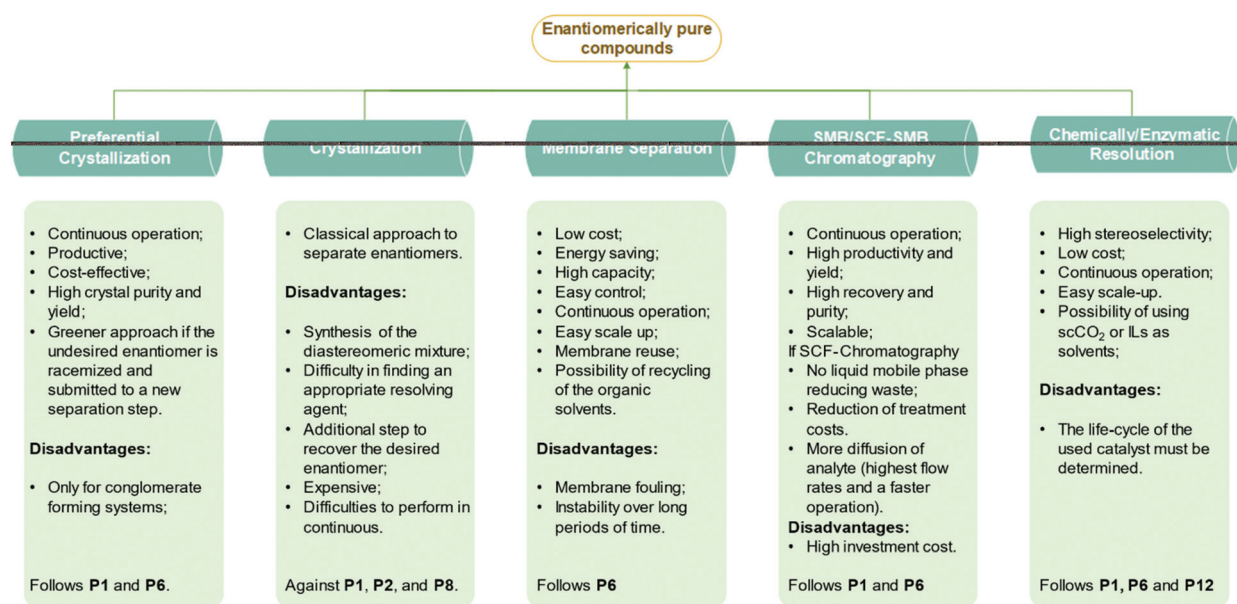 Enantiomerically pure
compounds
Preferential
Crystallization
• Continuous operation;
• Productive;
• Cost-effective;
• High crystal purity and
yield;
• Greener approach if the
undesired enantiomer is
racemized and
submitted to a new
separation step.
Disadvantages:
• Only for conglomerate
forming systems;
Follows P1 and P6.
Crystallization
• Classical approach to
separate enantiomers.
Disadvantages:
• Synthesis of the
diastereomeric mixture;
• Difficulty in finding an
appropriate resolving
agent;
• Additional step to
recover the desired
enantiomer;
• Expensive;
• Difficulties to perform in
continuous.
Against P1, P2, and P8.
Membrane Separation
• Low cost;
• Energy saving;
• High capacity;
• Easy control;
• Continuous operation;
• Easy scale up;
• Membrane reuse;
• Possibility of recycling
of the organic
solvents.
Disadvantages:
• Membrane fouling;
• Instability over long
periods of time.
Follows P6
SMB/SCF-SMB
Chromatography
• Continuous operation;
• High productivity and
yield;
• High recovery and
purity;
• Scalable;
If SCF-Chromatography
• No liquid mobile phase
reducing waste;
• Reduction of treatment
costs.
• More diffusion of
analyte (highest flow
rates and a faster
operation).
Disadvantages:
• High investment cost.
Follows P1 and P6
Chemically/Enzymatic
Resolution
• High stereoselectivity;
• Low cost;
• Continuous operation;
• Easy scale-up.
• Possibility of using
scCO₂ or ILs as
solvents;
Disadvantages:
• The life-cycle of the
used catalyst must be
determined.
Follows P1, P6 and P12